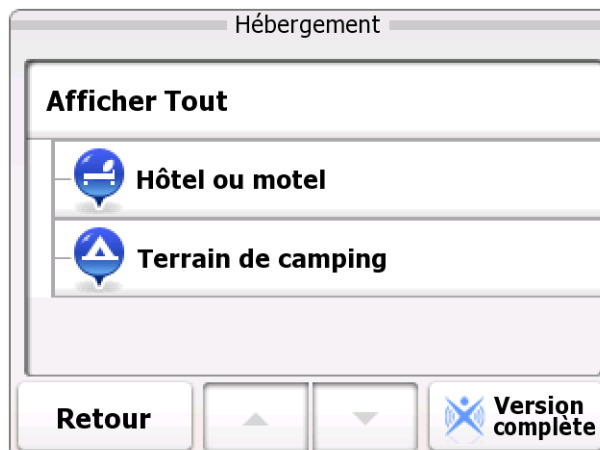 Hébergement
Afficher Tout
Hôtel ou motel
Terrain de camping
Retour
Version
complète